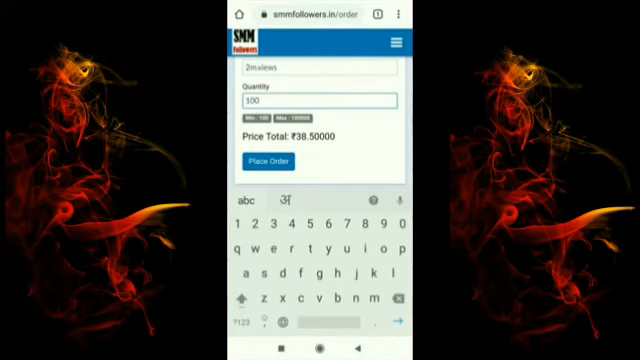 smmfollowers.in/order
1
SMM
Followers
2m.views
Quantity
100
Min : 100 Max : 100000
Price Total: ₹38.50000
Place Order
abc अ
1 2 3 4 5 6 7 8 9 0
q w e r t y u i o p
a s d f g h j k l
z x c v b n m
?123 , .